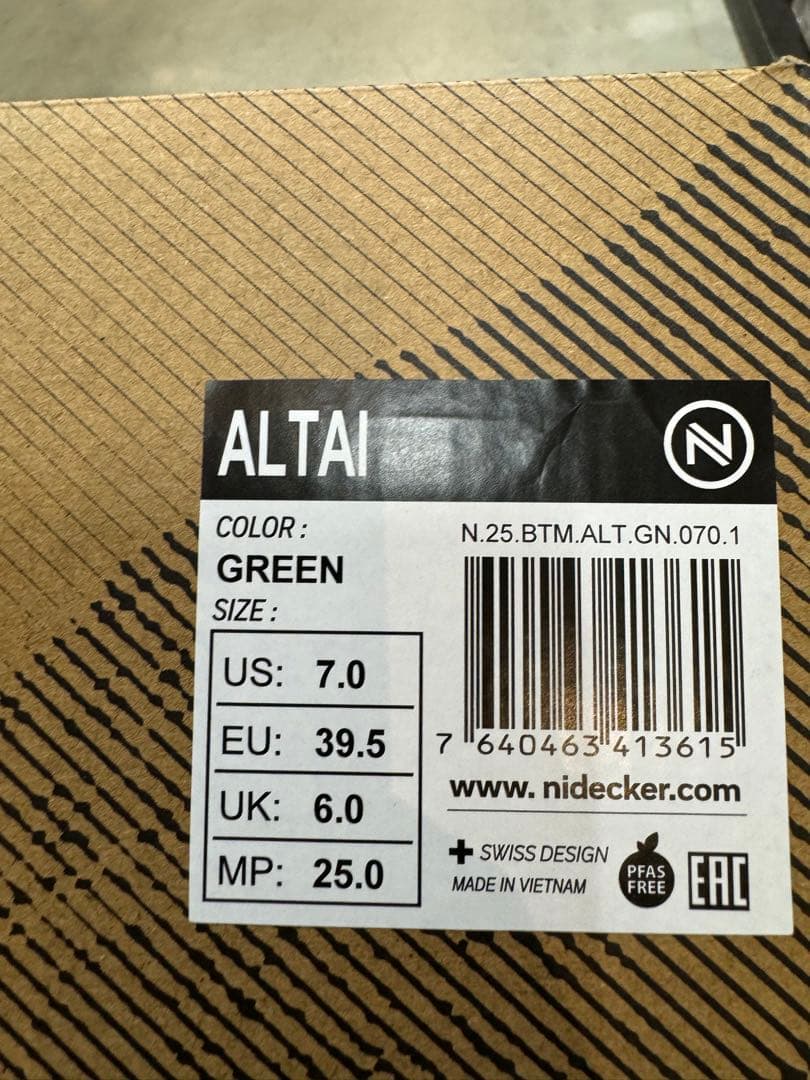 ALTAI
COLOR :
GREEN
SIZE :
US: 7.0
EU: 39.5
UK: 6.0
MP: 25.0
N.25.BTM.ALT.GN.070.1
7 640463 413615
www. nidecker.com
SWISS DESIGN
MADE IN VIETNAM
PFAS
FREE
EAC